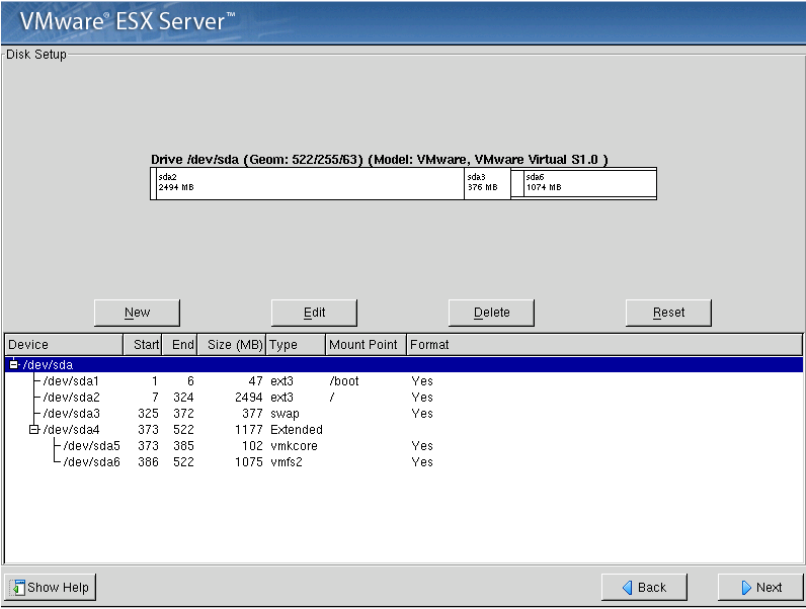 VMware® ESX Server™
Disk Setup
Drive /dev/sda (Geom: 522/255/63) (Model: VMware, VMware Virtual S1.0 )
sda2 sda3 sda6
2494 MB 376 MB 1074 MB
New Edit Delete Reset
Device Start End Size (MB) Type Mount Point Format
/dev/sda
/dev/sda1 1 6 47 ext3 /boot Yes
/dev/sda2 7 324 2494 ext3 / Yes
/dev/sda3 325 372 377 swap Yes
/dev/sda4 373 522 1177 Extended
/dev/sda5 373 385 102 vmkcore Yes
/dev/sda6 386 522 1075 vmfs2 Yes
Show Help Back Next